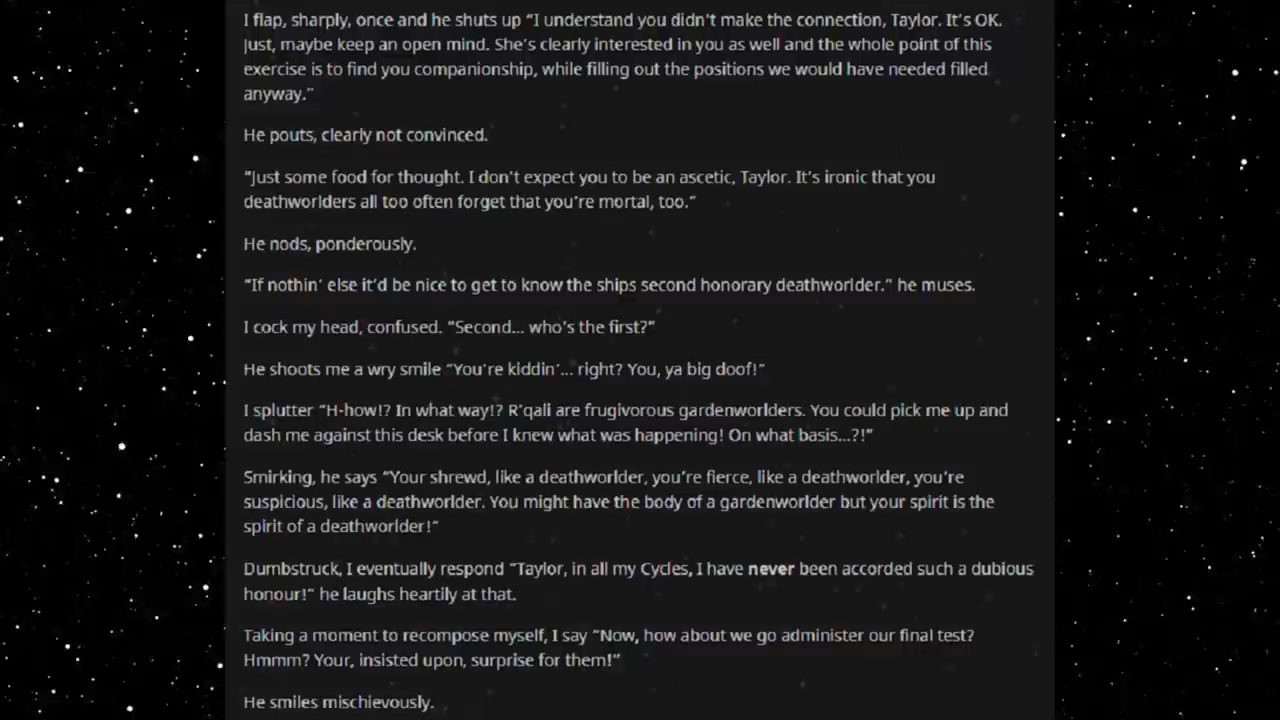 I flap, sharply, once and he shuts up “I understand you didn’t make the connection, Taylor. It’s OK.
Just, maybe keep an open mind. She’s clearly interested in you as well and the whole point of this
exercise is to find you companionship, while filling out the positions we would have needed filled
anyway.”
He pouts, clearly not convinced.
“Just some food for thought. I don’t expect you to be an ascetic, Taylor. It’s ironic that you
deathworlders all too often forget that you’re mortal, too.”
He nods, ponderously.
“If nothin’ else it’d be nice to get to know the ships second honorary deathworlder.” he muses.
I cock my head, confused. “Second... who’s the first?”
He shoots me a wry smile “You’re kiddin’... right? You, ya big doof!”
I splutter “H-how!? In what way!? R’qali are frugivorous gardenworlders. You could pick me up and
dash me against this desk before I knew what was happening! On what basis...?!”
Smirking, he says “Your shrewd, like a deathworlder, you’re fierce, like a deathworlder, you’re
suspicious, like a deathworlder. You might have the body of a gardenworlder but your spirit is the
spirit of a deathworlder!”
Dumbstruck, I eventually respond “Taylor, in all my Cycles, I have never been accorded such a dubious
honour!” he laughs heartily at that.
Taking a moment to recompose myself, I say “Now, how about we go administer our final test?
Hmmm? Your, insisted upon, surprise for them!”
He smiles mischievously.